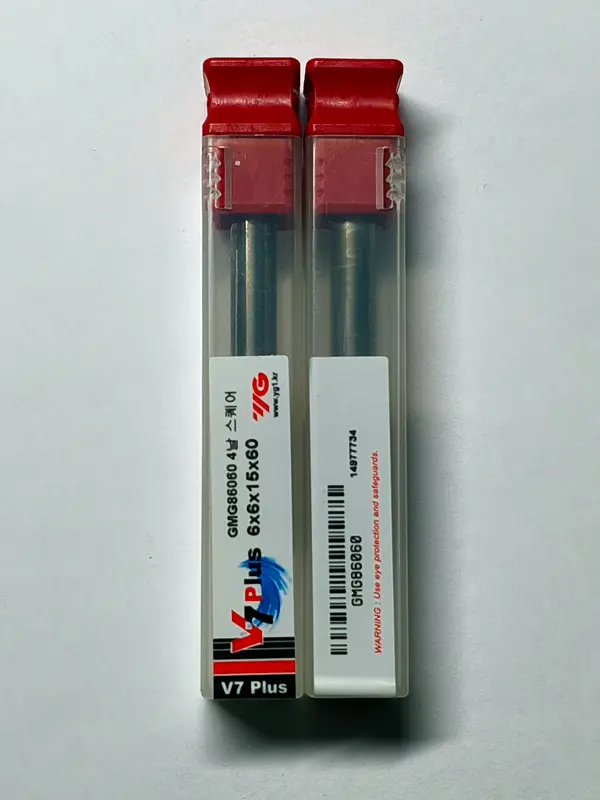 GMG86060 4날 스퀘어
6x6x15x60
V7 Plus
YG
www.yg1.kr
V7 Plus
14977734
GMG86060
WARNING : Use eye protection and safeguards.